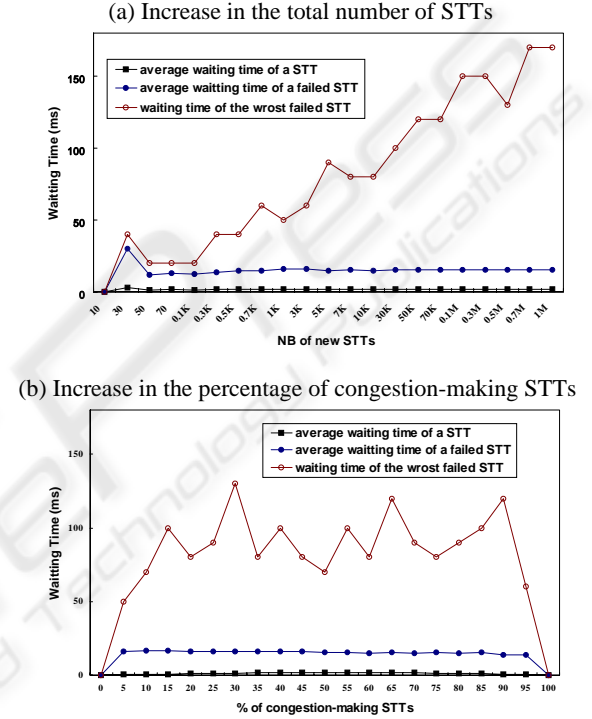 (a) Increase in the total number of STTs
average waiting time of a STT
average waitting time of a failed STT
waiting time of the wrost failed STT
Waitting Time (ms)
150
100
50
0
10 30 50 70 0.1K 0.3K 0.5K 0.7K 1K 3K 5K 7K 10K 30K 50K 70K 0.1M 0.3M 0.5M 0.7M 1M
NB of new STTs
(b) Increase in the percentage of congestion-making STTs
average waiting time of a STT
average waitting time of a failed STT
waiting time of the wrost failed STT
Waitting Time (ms)
150
100
50
0
0 5 10 15 20 25 30 35 40 45 50 55 60 65 70 75 80 85 90 95 100
% of congestion-making STTs